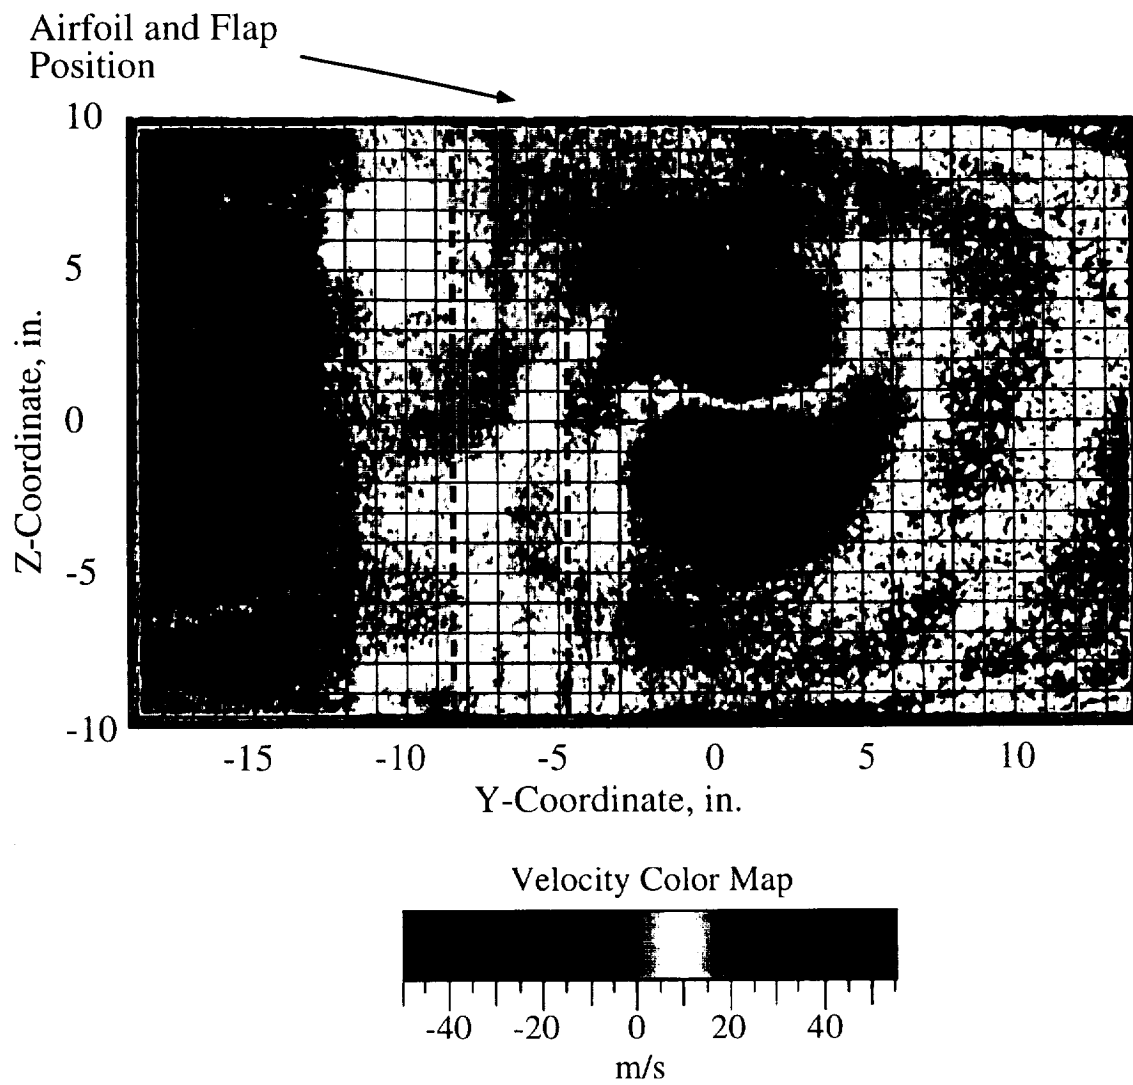 Airfoil and Flap
Position
10
5
0
-5
-10
Z-Coordinate, in.
-15
-10
-5
0
5
10
Y-Coordinate, in.
Velocity Color Map
-40
-20
0
20
40
m/s